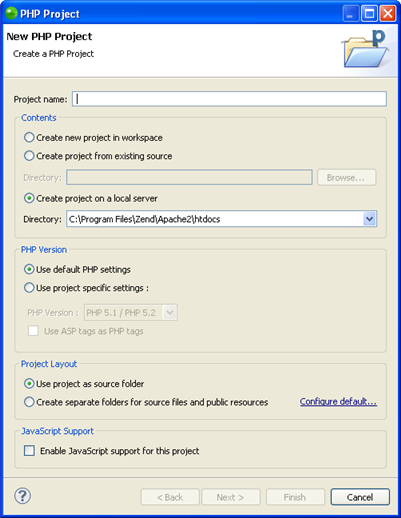 PHP Project
New PHP Project
Create a PHP Project
Project name:
Contents
Create new project in workspace
Create project from existing source
Directory: Browse...
Create project on a local server
Directory: C:\Program Files\Zend\Apache2\htdocs
PHP Version
Use default PHP settings
Use project specific settings :
PHP Version : PHP 5.1 / PHP 5.2
Use ASP tags as PHP tags
Project Layout
Use project as source folder
Create separate folders for source files and public resources Configure default...
JavaScript Support
Enable JavaScript support for this project
? < Back Next > Finish Cancel